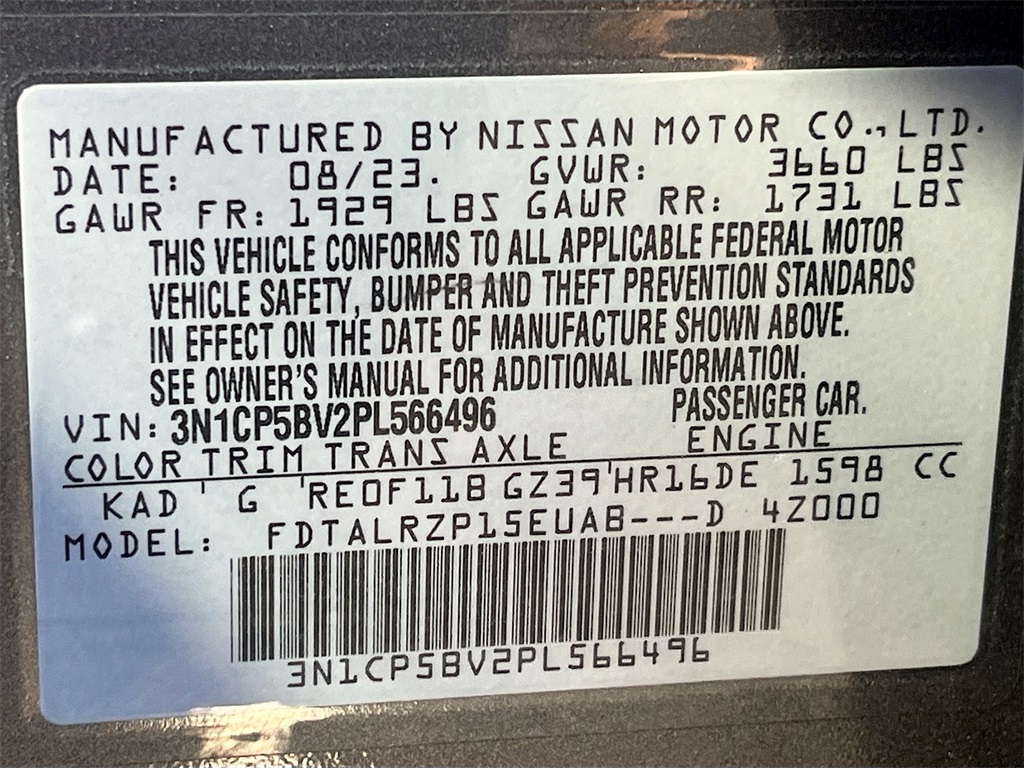 MANUFACTURED BY NISSAN MOTOR CO., LTD.
DATE: 08/23. GVWR: 3660 LBS
GAWR FR: 1929 LBS GAWR RR: 1731 LBS
THIS VEHICLE CONFORMS TO ALL APPLICABLE FEDERAL MOTOR
VEHICLE SAFETY, BUMPER AND THEFT PREVENTION STANDARDS
IN EFFECT ON THE DATE OF MANUFACTURE SHOWN ABOVE.
SEE OWNER'S MANUAL FOR ADDITIONAL INFORMATION.
VIN: 3N1CP5BV2PL566496 PASSENGER CAR.
COLOR TRIM TRANS AXLE ENGINE
KAD ' G 'RE0F11B GZ39'HR16DE 1598 CC
MODEL: FDTALRZP15EUAB---D 4Z000
3N1CP5BV2PL566496